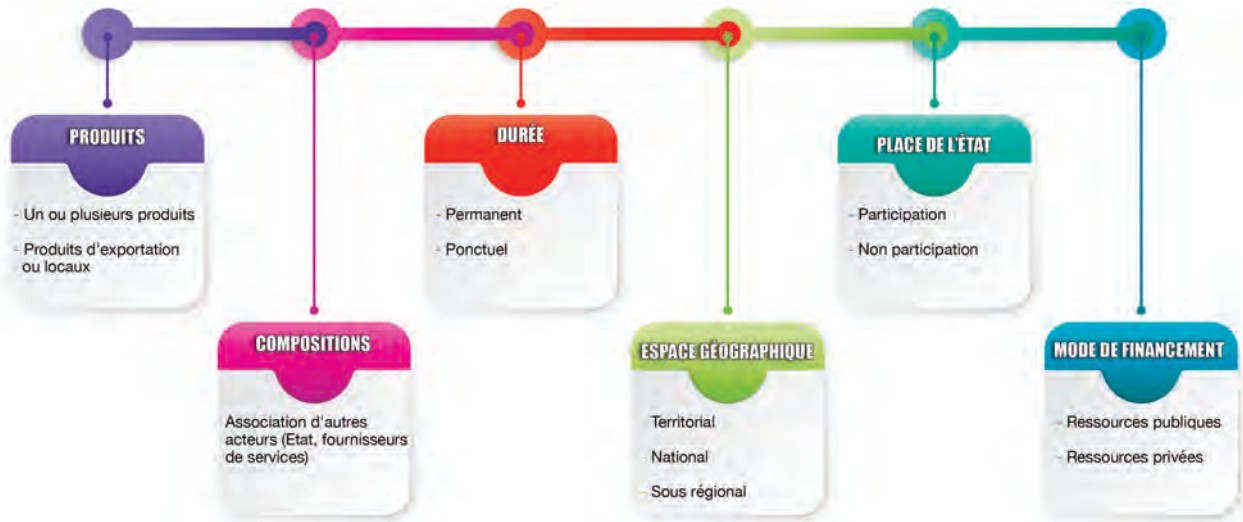 PRODUITS
- Un ou plusieurs produits
- Produits d'exportation
ou locaux
COMPOSITIONS
Association d'autres
acteurs (Etat, fournisseurs
de services)
DURÉE
- Permanent
- Ponctuel
ESPACE GÉOGRAPHIQUE
Territorial
National
- Sous régional
PLACE DE L'ÉTAT
- Participation
- Non participation
MODE DE FINANCEMENT
- Ressources publiques
- Ressources privées